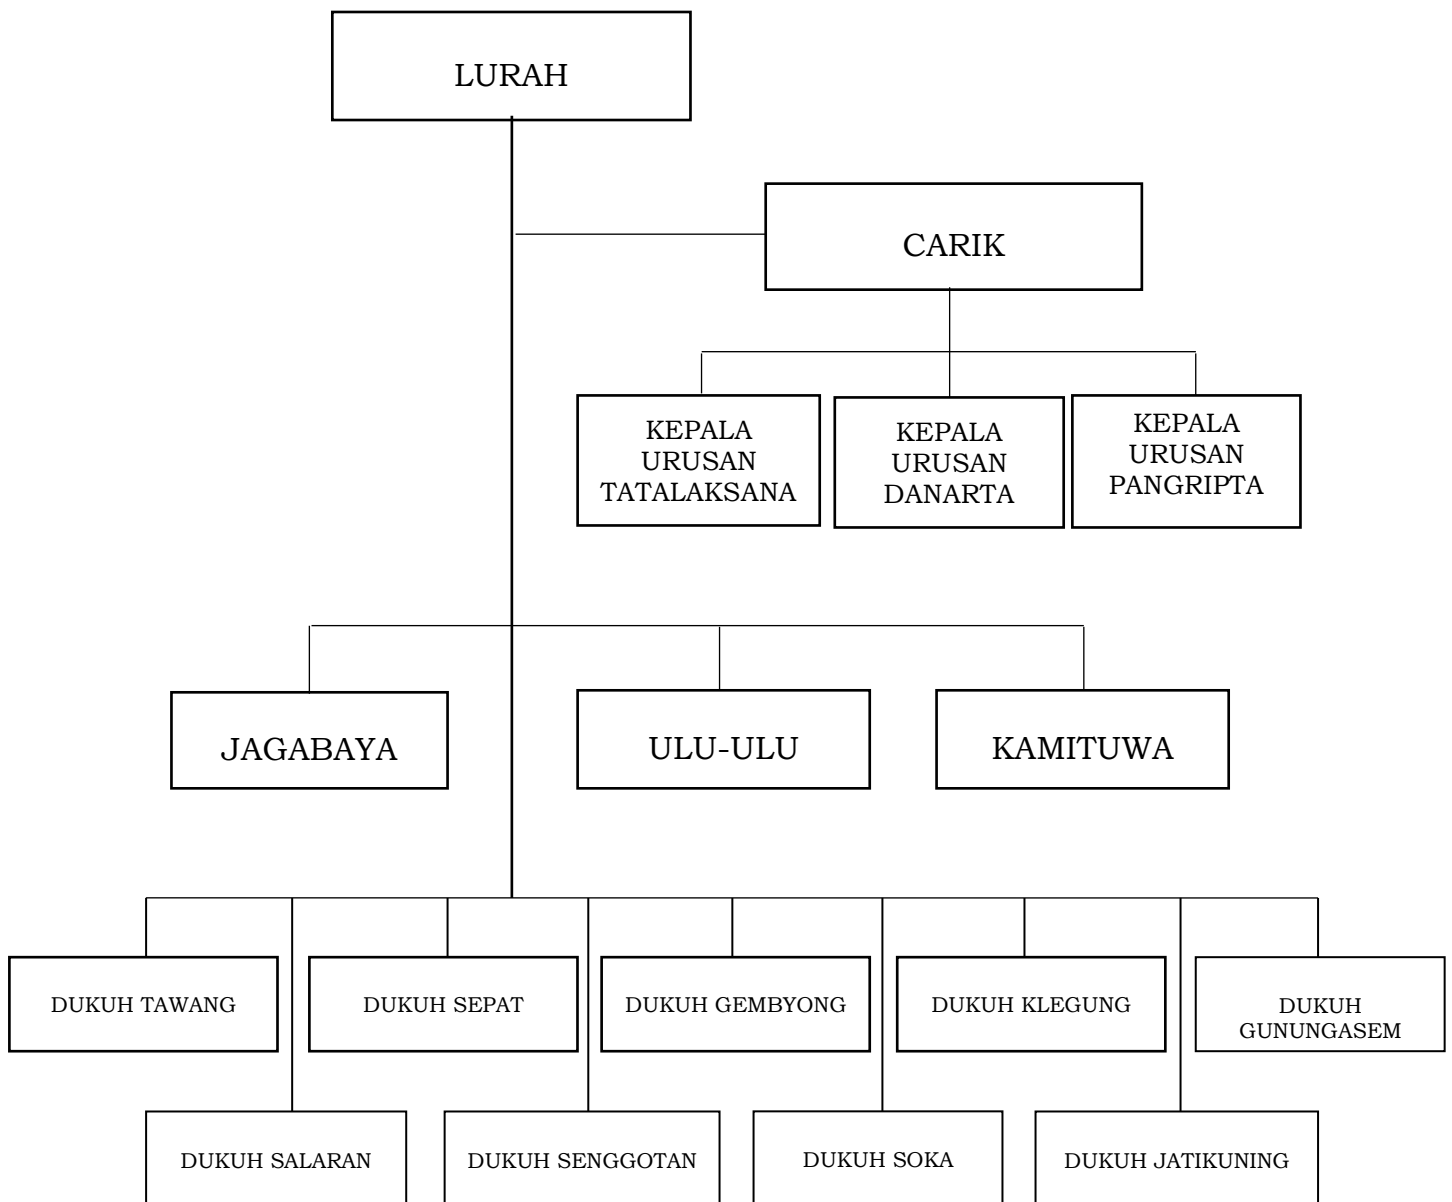 LURAH
CARIK
KEPALA
URUSAN
TATALAKSANA
KEPALA
URUSAN
DANARTA
KEPALA
URUSAN
PANGRIPTA
JAGABAYA
ULU-ULU
KAMITUWA
DUKUH TAWANG
DUKUH SEPAT
DUKUH GEMBYONG
DUKUH KLEGUNG
DUKUH
GUNUNGASEM
DUKUH SALARAN
DUKUH SENGGOTAN
DUKUH SOKA
DUKUH JATIKUNING